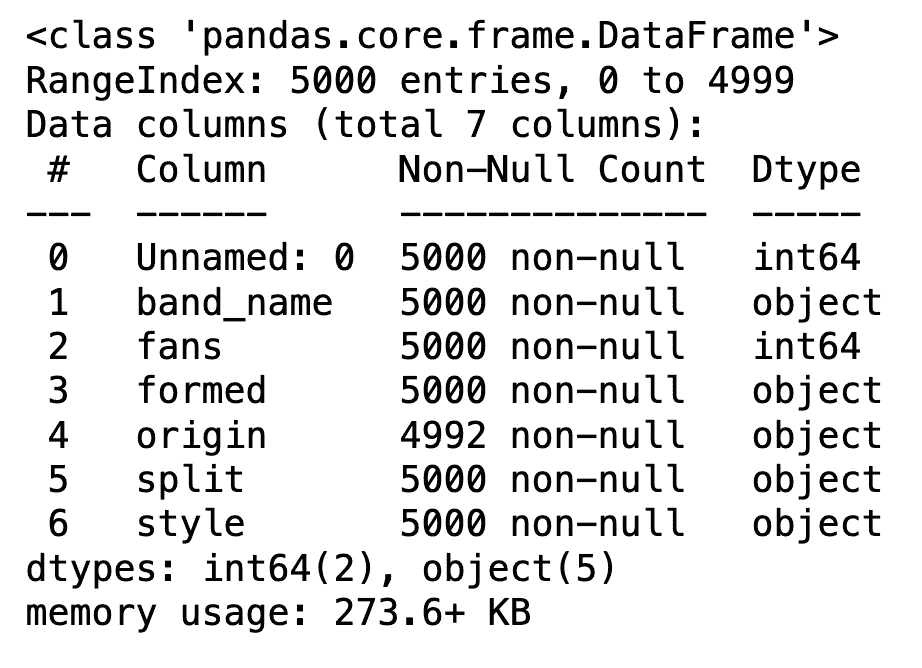 <class 'pandas.core.frame.DataFrame'>
RangeIndex: 5000 entries, 0 to 4999
Data columns (total 7 columns):
 #   Column      Non-Null Count  Dtype
---  ------      --------------  -----
 0   Unnamed: 0  5000 non-null   int64
 1   band_name   5000 non-null   object
 2   fans        5000 non-null   int64
 3   formed      5000 non-null   object
 4   origin      4992 non-null   object
 5   split       5000 non-null   object
 6   style       5000 non-null   object
dtypes: int64(2), object(5)
memory usage: 273.6+ KB